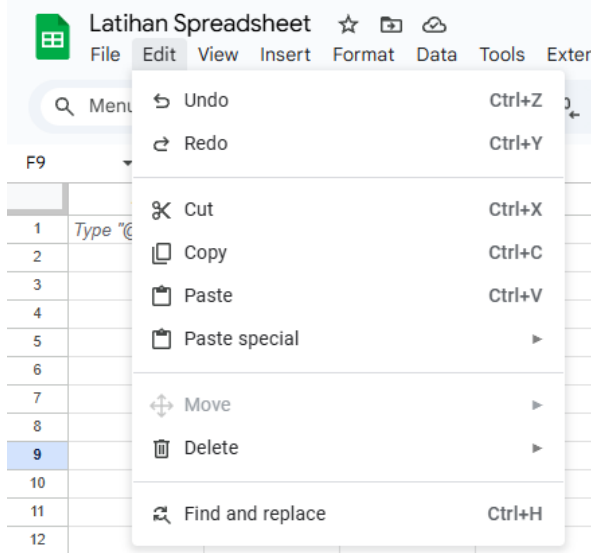 Latihan Spreadsheet
File Edit View Insert Format Data Tools
Undo Ctrl+Z
Redo Ctrl+Y
F9
Cut Ctrl+X
1 Type "@
2 Copy Ctrl+C
3
Paste Ctrl+V
4
5 Paste special
6
7 Move
8
Delete
9
10
11 Find and replace Ctrl+H
12